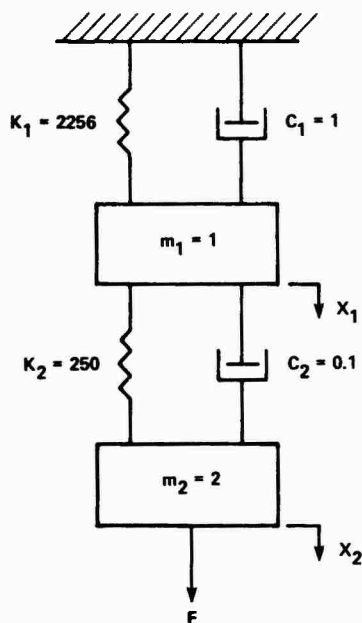 K₁ = 2256
C₁ = 1
m₁ = 1
X₁
K₂ = 250
C₂ = 0.1
m₂ = 2
X₂
F